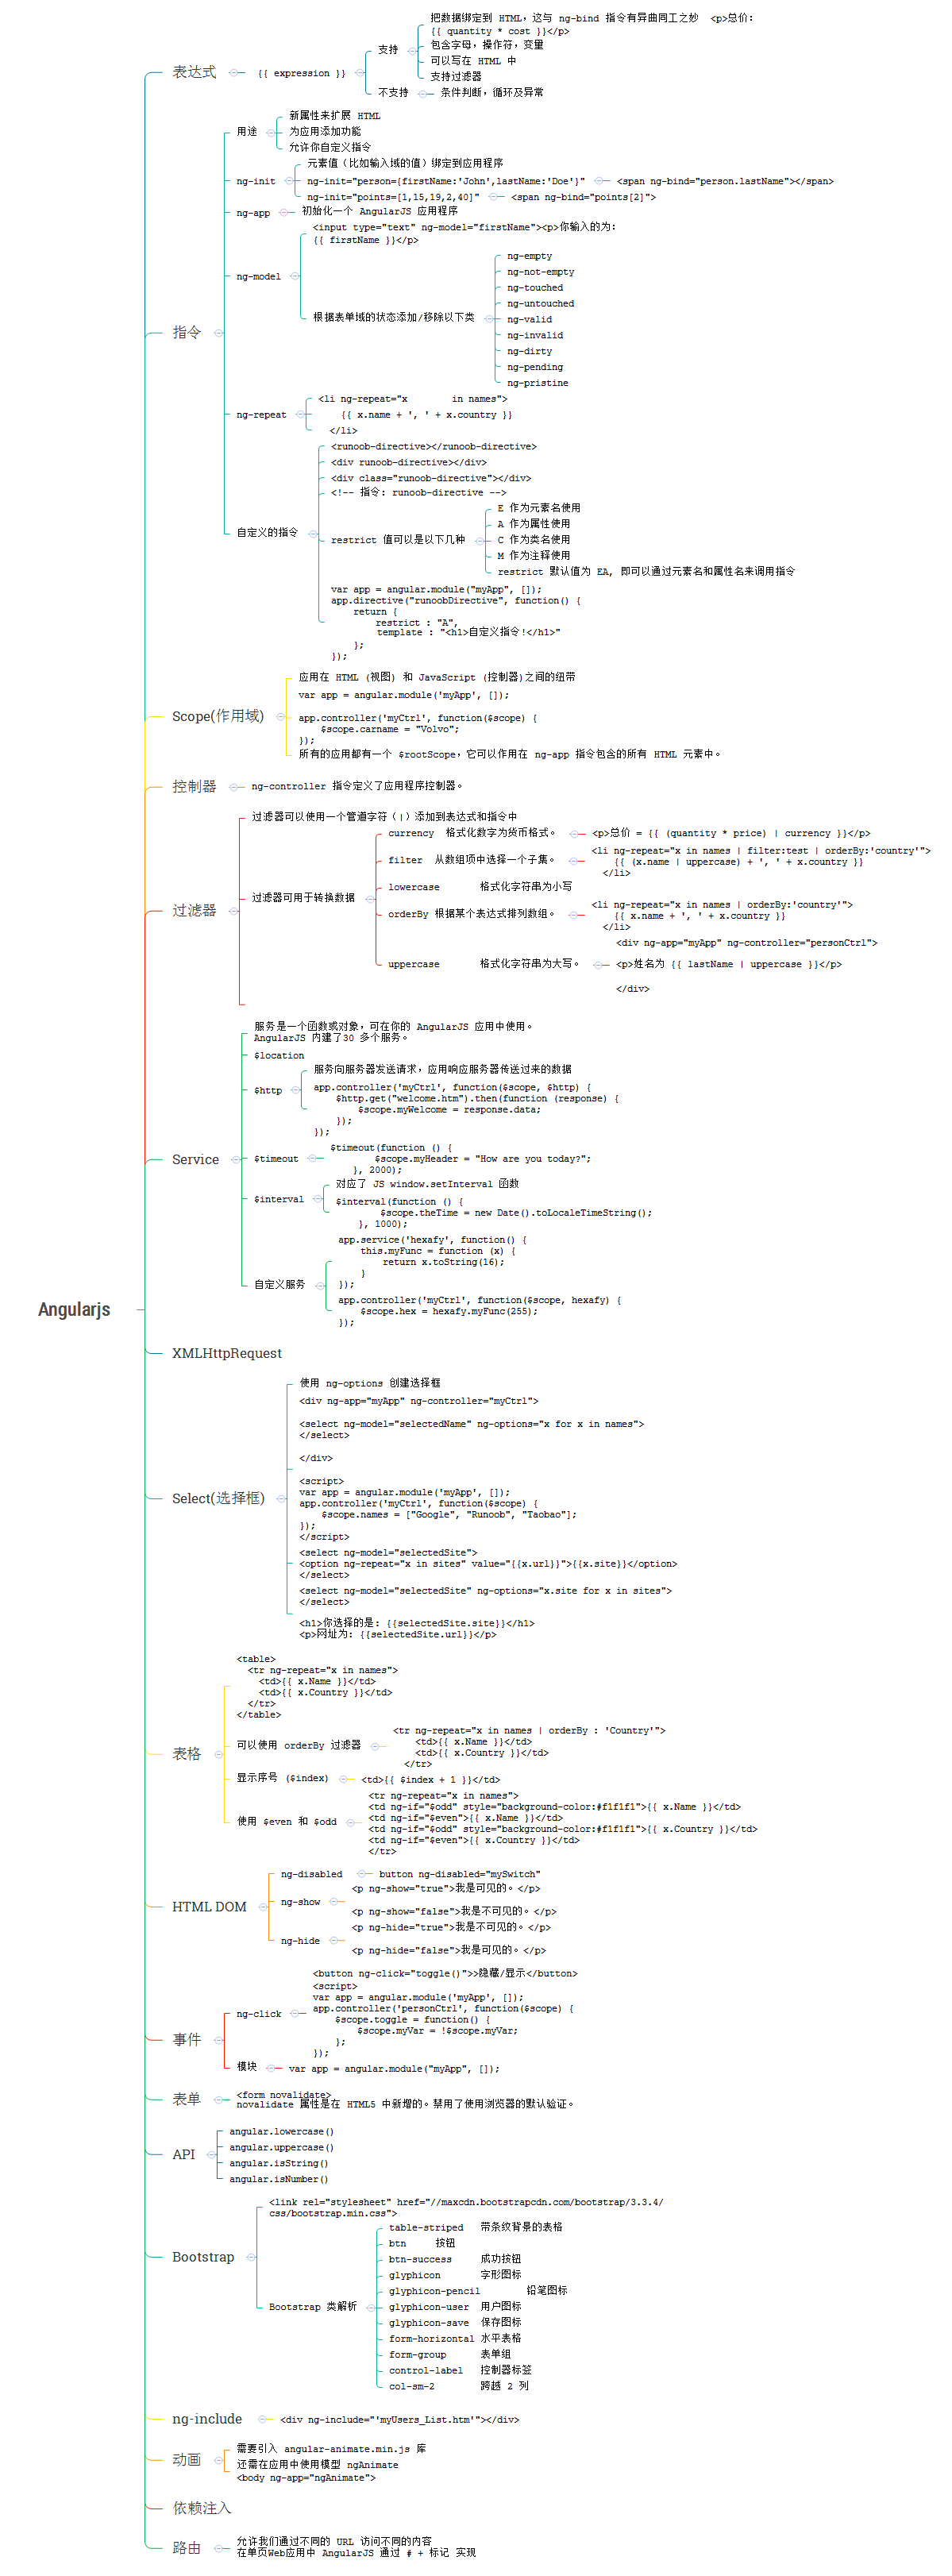 Angularjs
表达式
{{ expression }}
支持
把数据绑定到 HTML，这与 ng-bind 指令有异曲同工之妙 <p>总价：
{{ quantity * cost }}</p>
包含字母，操作符，变量
可以写在 HTML 中
支持过滤器
不支持
条件判断，循环及异常
指令
用途
新属性来扩展 HTML
为应用添加功能
允许你自定义指令
ng-init
元素值（比如输入域的值）绑定到应用程序
ng-init="person={firstName:'John',lastName:'Doe'}"
<span ng-bind="person.lastName"></span>
ng-init="points=[1,15,19,2,40]"
<span ng-bind="points[2]">
ng-app
初始化一个 AngularJS 应用程序
ng-model
<input type="text" ng-model="firstName"><p>你输入的为：
{{ firstName }}</p>
根据表单域的状态添加/移除以下类
ng-empty
ng-not-empty
ng-touched
ng-untouched
ng-valid
ng-invalid
ng-dirty
ng-pending
ng-pristine
ng-repeat
<li ng-repeat="x in names">
{{ x.name + ', ' + x.country }}
</li>
自定义的指令
<runoob-directive></runoob-directive>
<div runoob-directive></div>
<div class="runoob-directive"></div>
<!-- 指令: runoob-directive -->
restrict 值可以是以下几种
E 作为元素名使用
A 作为属性使用
C 作为类名使用
M 作为注释使用
restrict 默认值为 EA, 即可以通过元素名和属性名来调用指令
var app = angular.module("myApp", []);
app.directive("runoobDirective", function() {
return {
restrict : "A",
template : "<h1>自定义指令!</h1>"
};
});
Scope(作用域)
应用在 HTML (视图) 和 JavaScript (控制器)之间的纽带
var app = angular.module('myApp', []);
app.controller('myCtrl', function($scope) {
$scope.carname = "Volvo";
});
所有的应用都有一个 $rootScope，它可以作用在 ng-app 指令包含的所有 HTML 元素中。
控制器
ng-controller 指令定义了应用程序控制器。
过滤器
过滤器可以使用一个管道字符（|）添加到表达式和指令中
过滤器可用于转换数据
currency 格式化数字为货币格式。
<p>总价 = {{ (quantity * price) | currency }}</p>
filter 从数组项中选择一个子集。
<li ng-repeat="x in names | filter:test | orderBy:'country'">
{{ (x.name | uppercase) + ', ' + x.country }}
</li>
lowercase 格式化字符串为小写
orderBy 根据某个表达式排列数组。
<li ng-repeat="x in names | orderBy:'country'">
{{ x.name + ', ' + x.country }}
</li>
uppercase 格式化字符串为大写。
<div ng-app="myApp" ng-controller="personCtrl">
<p>姓名为 {{ lastName | uppercase }}</p>
</div>
Service
服务是一个函数或对象，可在你的 AngularJS 应用中使用。
AngularJS 内建了30 多个服务。
$location
$http
服务向服务器发送请求，应用响应服务器传送过来的数据
app.controller('myCtrl', function($scope, $http) {
$http.get("welcome.htm").then(function (response) {
$scope.myWelcome = response.data;
});
});
$timeout
$timeout(function () {
$scope.myHeader = "How are you today?";
}, 2000);
$interval
对应了 JS window.setInterval 函数
$interval(function () {
$scope.theTime = new Date().toLocaleTimeString();
}, 1000);
自定义服务
app.service('hexafy', function() {
this.myFunc = function (x) {
return x.toString(16);
}
});
app.controller('myCtrl', function($scope, hexafy) {
$scope.hex = hexafy.myFunc(255);
});
XMLHttpRequest
Select(选择框)
使用 ng-options 创建选择框
<div ng-app="myApp" ng-controller="myCtrl">
<select ng-model="selectedName" ng-options="x for x in names">
</select>
</div>
<script>
var app = angular.module('myApp', []);
app.controller('myCtrl', function($scope) {
$scope.names = ["Google", "Runoob", "Taobao"];
});
</script>
<select ng-model="selectedSite">
<option ng-repeat="x in sites" value="{{x.url}}">{{x.site}}</option>
</select>
<select ng-model="selectedSite" ng-options="x.site for x in sites">
</select>
<h1>你选择的是: {{selectedSite.site}}</h1>
<p>网址为: {{selectedSite.url}}</p>
表格
<table>
<tr ng-repeat="x in names">
<td>{{ x.Name }}</td>
<td>{{ x.Country }}</td>
</tr>
</table>
可以使用 orderBy 过滤器
<tr ng-repeat="x in names | orderBy : 'Country'">
<td>{{ x.Name }}</td>
<td>{{ x.Country }}</td>
</tr>
显示序号 ($index)
<td>{{ $index + 1 }}</td>
使用 $even 和 $odd
<tr ng-repeat="x in names">
<td ng-if="$odd" style="background-color:#f1f1f1">{{ x.Name }}</td>
<td ng-if="$even">{{ x.Name }}</td>
<td ng-if="$odd" style="background-color:#f1f1f1">{{ x.Country }}</td>
<td ng-if="$even">{{ x.Country }}</td>
</tr>
HTML DOM
ng-disabled
button ng-disabled="mySwitch"
ng-show
<p ng-show="true">我是可见的。</p>
<p ng-show="false">我是不可见的。</p>
ng-hide
<p ng-hide="true">我是不可见的。</p>
<p ng-hide="false">我是可见的。</p>
事件
ng-click
<button ng-click="toggle()">>隐藏/显示</button>
<script>
var app = angular.module('myApp', []);
app.controller('personCtrl', function($scope) {
$scope.toggle = function() {
$scope.myVar = !$scope.myVar;
};
});
模块
var app = angular.module("myApp", []);
表单
<form novalidate>
novalidate 属性是在 HTML5 中新增的。禁用了使用浏览器的默认验证。
API
angular.lowercase()
angular.uppercase()
angular.isString()
angular.isNumber()
Bootstrap
<link rel="stylesheet" href="//maxcdn.bootstrapcdn.com/bootstrap/3.3.4/
css/bootstrap.min.css">
Bootstrap 类解析
table-striped 带条纹背景的表格
btn 按钮
btn-success 成功按钮
glyphicon 字形图标
glyphicon-pencil 铅笔图标
glyphicon-user 用户图标
glyphicon-save 保存图标
form-horizontal 水平表格
form-group 表单组
control-label 控制器标签
col-sm-2 跨越 2 列
ng-include
<div ng-include="'myUsers_List.htm'"></div>
动画
需要引入 angular-animate.min.js 库
还需在应用中使用模型 ngAnimate
<body ng-app="ngAnimate">
依赖注入
路由
允许我们通过不同的 URL 访问不同的内容
在单页Web应用中 AngularJS 通过 # + 标记 实现